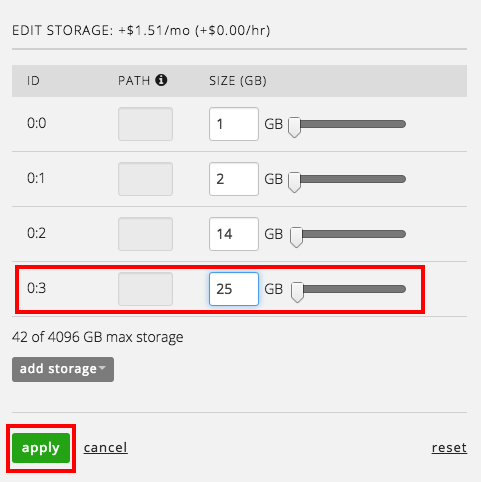 EDIT STORAGE: +$1.51/mo (+$0.00/hr)
ID PATH SIZE (GB)
0:0 1 GB
0:1 2 GB
0:2 14 GB
0:3 25 GB
42 of 4096 GB max storage
add storage
apply cancel reset